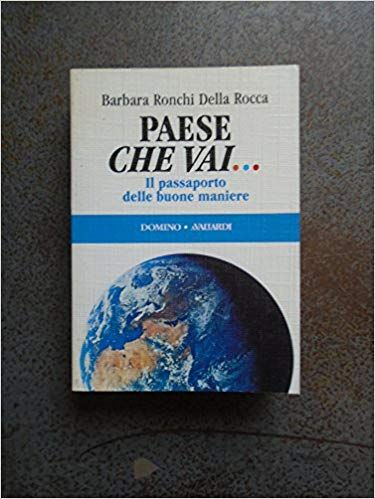 Barbara Ronchi Della Rocca
PAESE
CHE VAI...
Il passaporto
delle buone maniere
DOMINO • A.VALLARDI